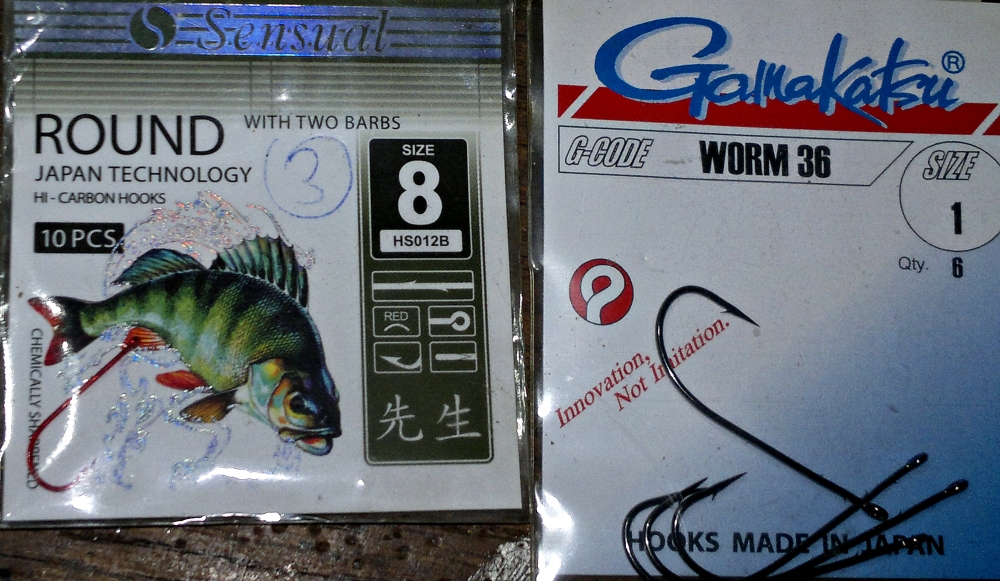 Sensual
ROUND
WITH TWO BARBS
JAPAN TECHNOLOGY
HI - CARBON HOOKS
10 PCS.
3
SIZE
8
HS012B
RED
先生
CHEMICALLY SHARPENED
Gamakatsu®
G-CODE
WORM 36
SIZE
1
Qty. 6
Innovation,
Not Imitation.
HOOKS MADE IN JAPAN